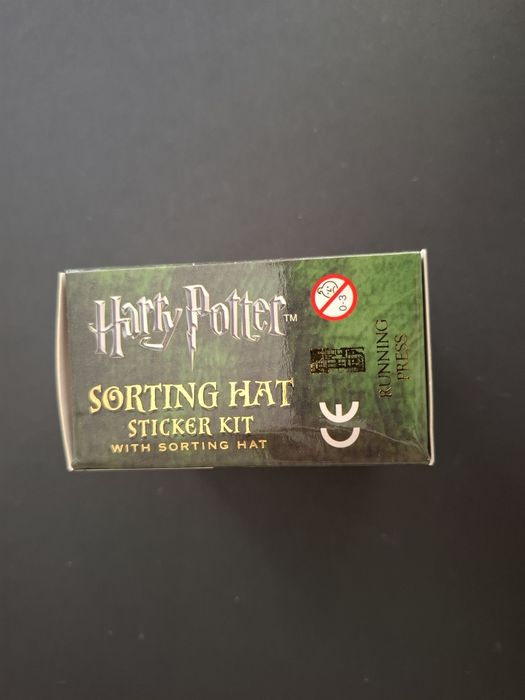 Harry Potter™
SORTING HAT
STICKER KIT
WITH SORTING HAT
0-3
RUNNING
PRESS
CE